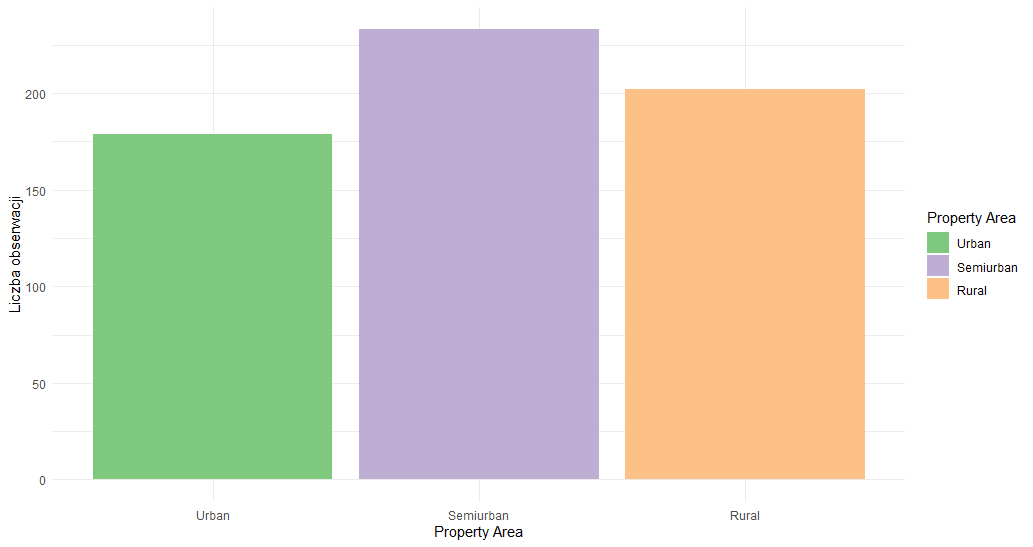 Liczba obserwacji
200
150
100
50
0
Urban
Semiurban
Rural
Property Area
Property Area
Urban
Semiurban
Rural